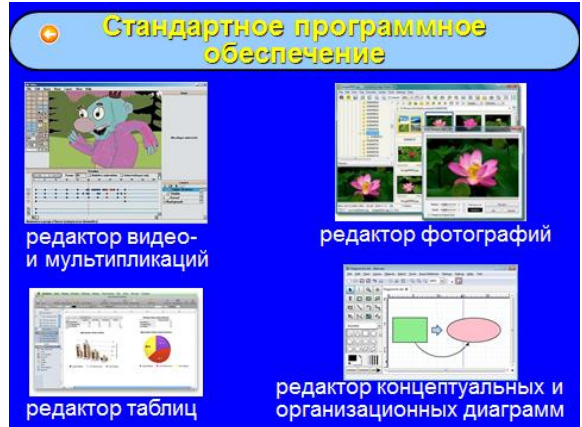 Стандартное программное
обеспечение
редактор видео-
и мультипликаций
редактор фотографий
редактор таблиц
редактор концептуальных и
организационных диаграмм